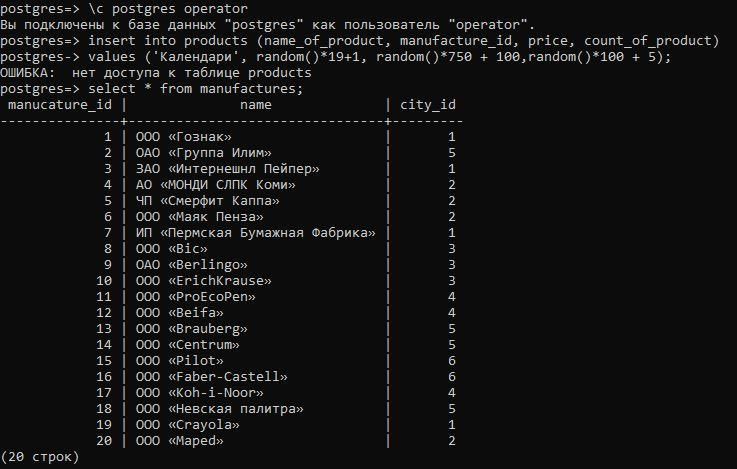 postgres=> \c postgres operator
Вы подключены к базе данных "postgres" как пользователь "operator".
postgres=> insert into products (name_of_product, manufacture_id, price, count_of_product)
postgres-> values ('Календари', random()*19+1, random()*750 + 100,random()*100 + 5);
ОШИБКА:  нет доступа к таблице products
postgres=> select * from manufactures;
 manucature_id |              name              | city_id
---------------+--------------------------------+---------
             1 | ООО «Гознак»                   |       1
             2 | ОАО «Группа Илим»              |       5
             3 | ЗАО «Интернешнл Пейпер»        |       1
             4 | АО «МОНДИ СЛПК Коми»           |       2
             5 | ЧП «Смерфит Каппа»             |       2
             6 | ООО «Маяк Пенза»               |       2
             7 | ИП «Пермская Бумажная Фабрика» |       1
             8 | ООО «Bic»                      |       3
             9 | ОАО «Berlingo»                 |       3
            10 | ООО «ErichKrause»              |       3
            11 | ООО «ProEcoPen»                |       4
            12 | ООО «Beifa»                    |       4
            13 | ООО «Brauberg»                 |       5
            14 | ООО «Centrum»                  |       5
            15 | ООО «Pilot»                    |       6
            16 | ООО «Faber-Castell»            |       6
            17 | ООО «Koh-i-Noor»               |       4
            18 | ООО «Невская палитра»          |       5
            19 | ООО «Crayola»                  |       1
            20 | ООО «Maped»                    |       2
(20 строк)